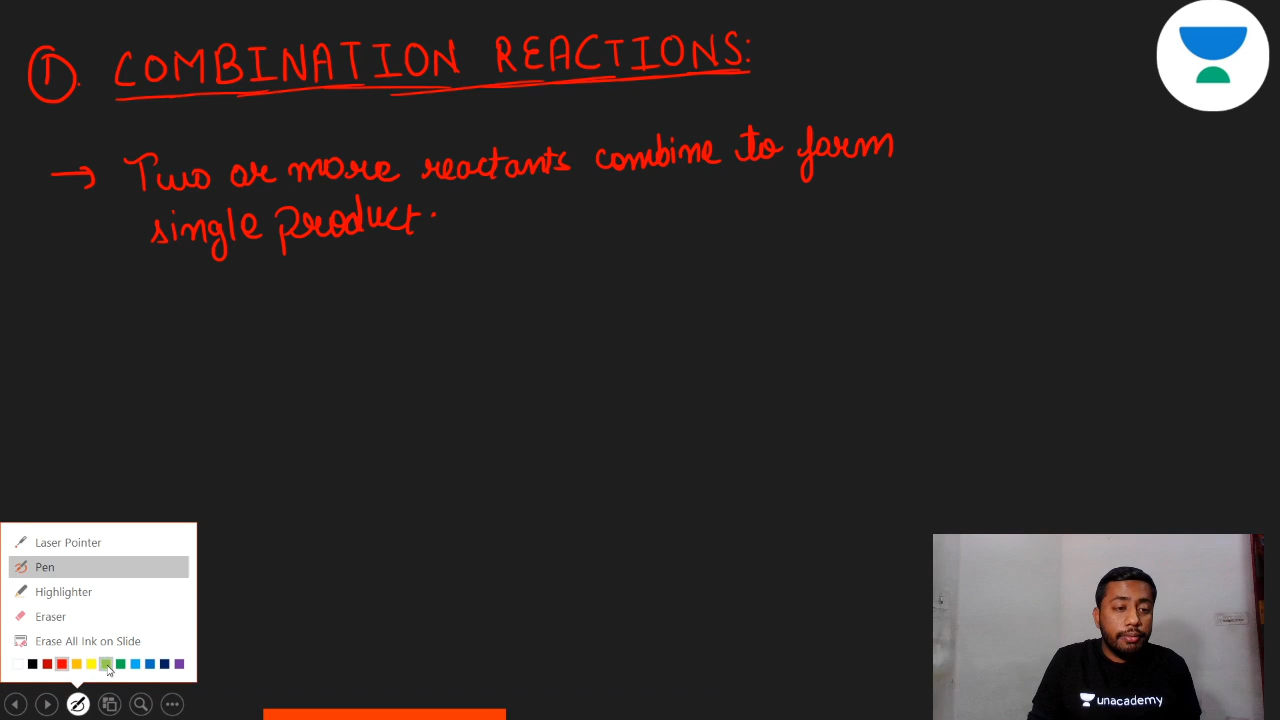 1. COMBINATION REACTIONS:
→ Two or more reactants combine to form
single product.
Laser Pointer
Pen
Highlighter
Eraser
Erase All Ink on Slide
unacademy